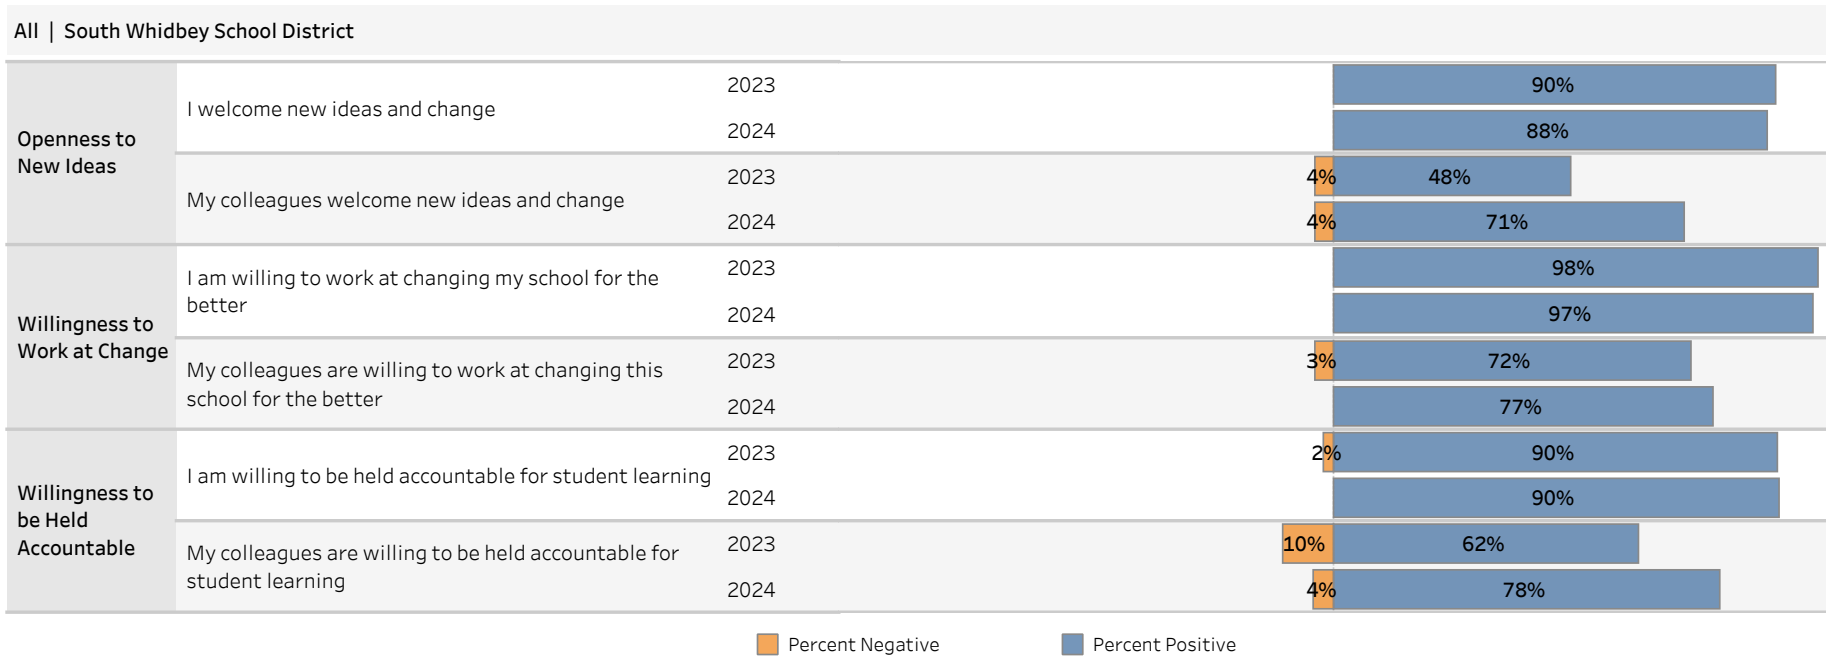 All | South Whidbey School District
Openness to
New Ideas
I welcome new ideas and change
2023
90%
2024
88%
My colleagues welcome new ideas and change
2023
4%
48%
2024
4%
71%
Willingness to
Work at Change
I am willing to work at changing my school for the
better
2023
98%
2024
97%
My colleagues are willing to work at changing this
school for the better
2023
3%
72%
2024
77%
Willingness to
be Held
Accountable
I am willing to be held accountable for student learning
2023
2%
90%
2024
90%
My colleagues are willing to be held accountable for
student learning
2023
10%
62%
2024
4%
78%
Percent Negative
Percent Positive